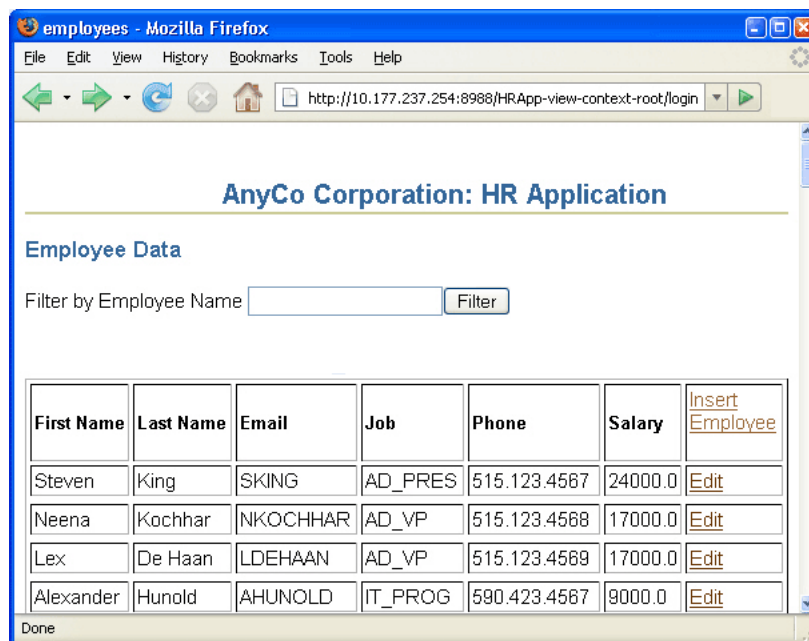 employees - Mozilla Firefox
File Edit View History Bookmarks Tools Help
http://10.177.237.254:8988/HRApp-view-context-root/login
AnyCo Corporation: HR Application
Employee Data
Filter by Employee Name Filter
First Name Last Name Email Job Phone Salary Insert Employee
Steven King SKING AD_PRES 515.123.4567 24000.0 Edit
Neena Kochhar NKOCHHAR AD_VP 515.123.4568 17000.0 Edit
Lex De Haan LDEHAAN AD_VP 515.123.4569 17000.0 Edit
Alexander Hunold AHUNOLD IT_PROG 590.423.4567 9000.0 Edit
Done